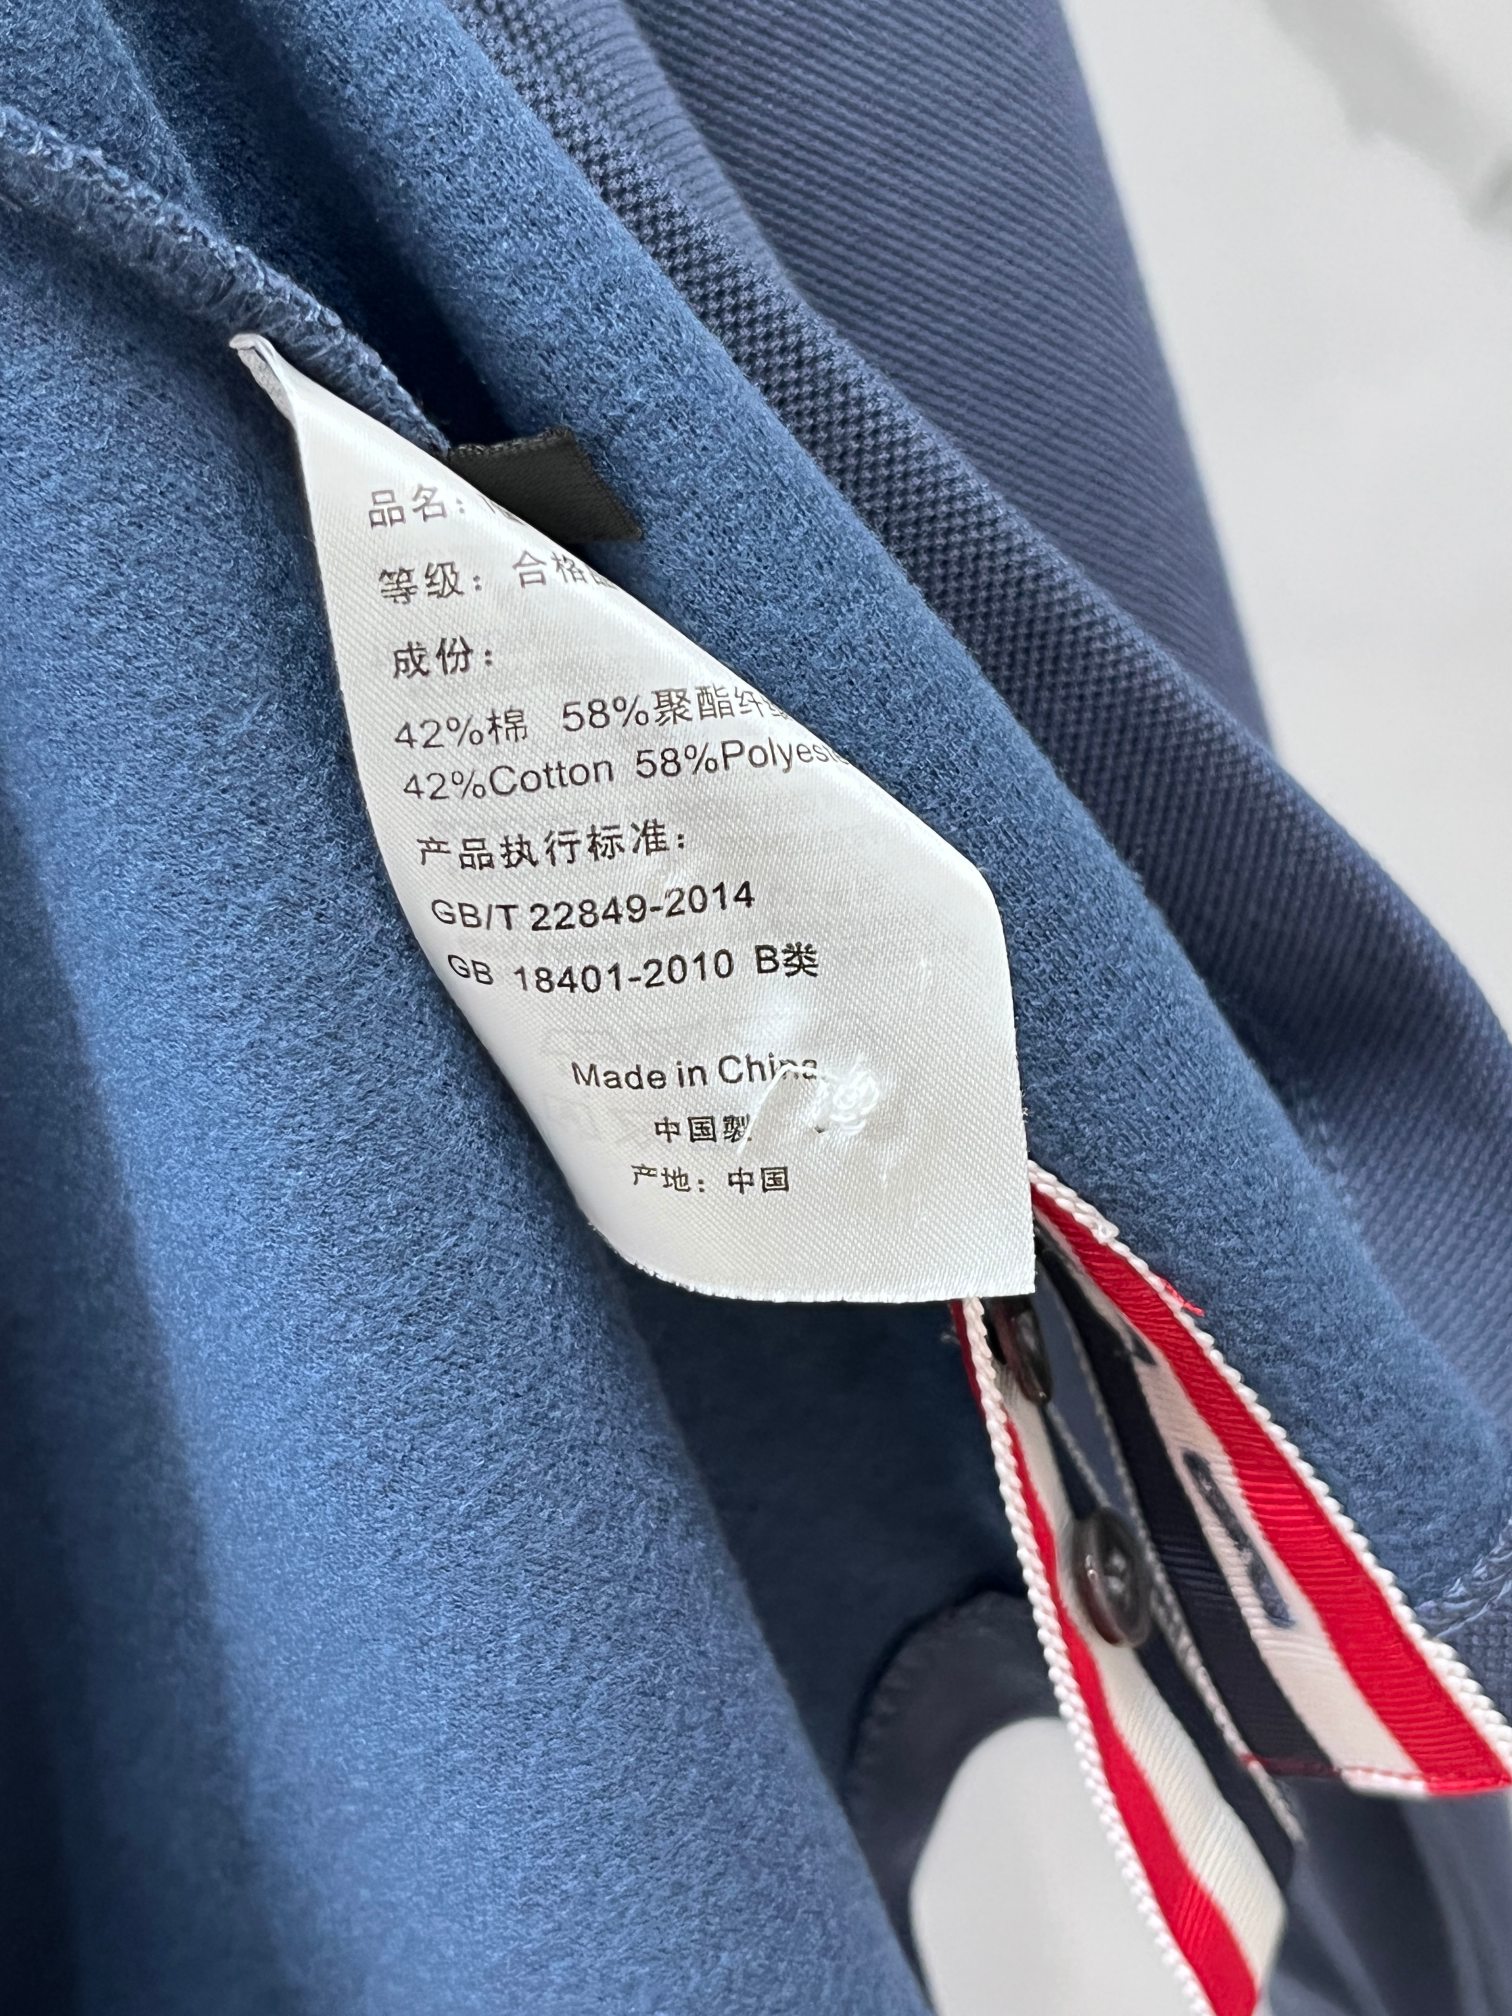 品名：
等级：合格品
成份：
42%棉 58%聚酯纤
42%Cotton 58%Polyest
产品执行标准：
GB/T 22849-2014
GB 18401-2010 B类
Made in China
中国製
产地：中国